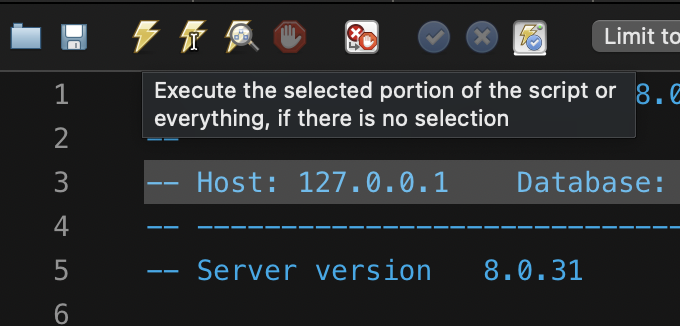 Limit to
Execute the selected portion of the script or
everything, if there is no selection
1 8.0
2 --
3 -- Host: 127.0.0.1    Database:
4 -- -----------------------------
5 -- Server version   8.0.31
6